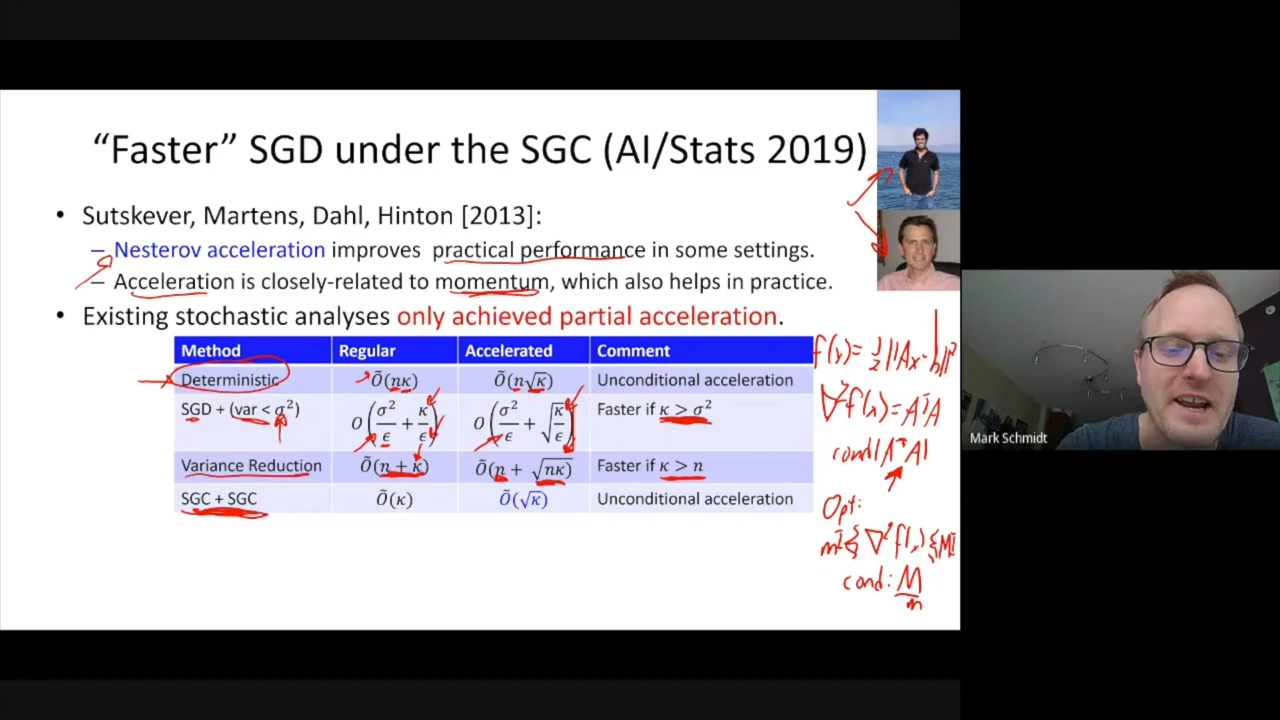 “Faster” SGD under the SGC (AI/Stats 2019)
• Sutskever, Martens, Dahl, Hinton [2013]:
– Nesterov acceleration improves practical performance in some settings.
– Acceleration is closely-related to momentum, which also helps in practice.
• Existing stochastic analyses only achieved partial acceleration.
Method Regular Accelerated Comment
Deterministic Õ(nκ) Õ(n√κ) Unconditional acceleration
SGD + (var < σ²) O(σ²/ϵ + κ/ϵ) O(σ²/ϵ + √(κ/ϵ)) Faster if κ > σ²
Variance Reduction Õ(n + κ) Õ(n + √(nκ)) Faster if κ > n
SGC + SGC Õ(κ) Õ(√κ) Unconditional acceleration
f(x) = ½||Ax - b||²
∇²f(x) = AᵀA
cond(AᵀA)
Opt:
mI ≤ ∇²f(x) ≤ MI
cond: M/m
Mark Schmidt